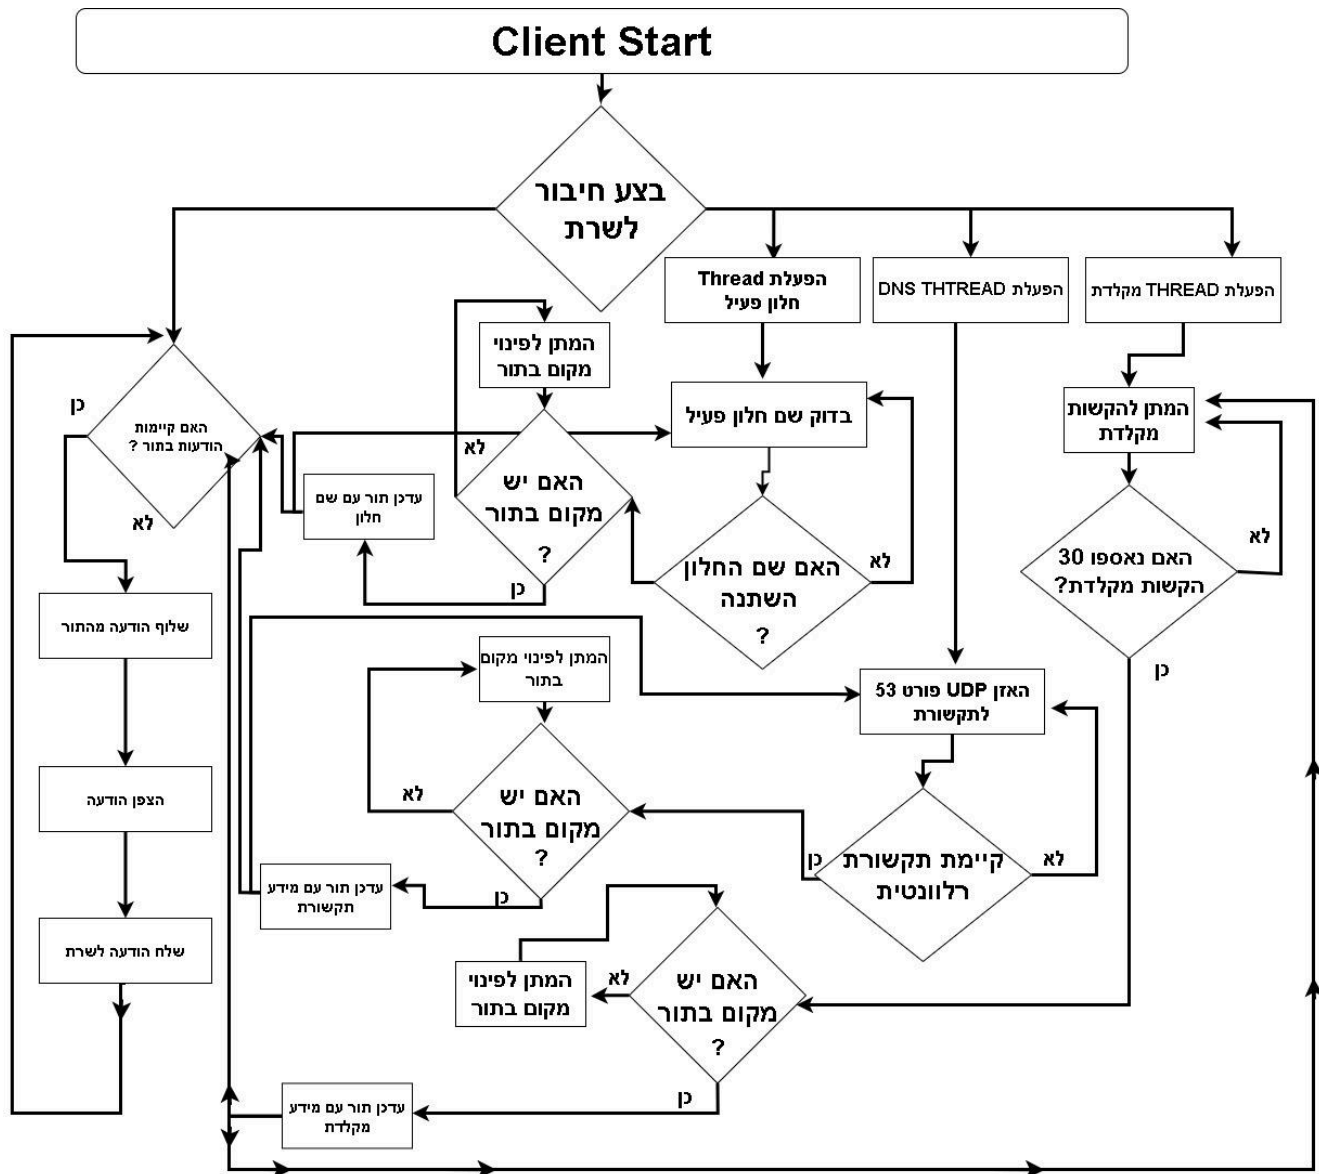 Client Start
בצע חיבור
לשרת
הפעלת Thread
חלון פעיל
הפעלת DNS THTREAD
הפעלת THREAD מקלדת
המתן לפינוי
מקום בתור
בדוק שם חלון פעיל
המתן להקשות
מקלדת
כן
האם קיימות
הודעות בתור ?
לא
לא
האם יש
מקום בתור
?
כן
עדכן תור עם שם
חלון
האם שם החלון
השתנה
?
לא
האם נאספו 30
הקשות מקלדת?
לא
כן
שלוף הודעה מהתור
המתן לפינוי מקום
בתור
האזן UDP פורט 53
לתקשורת
הצפן הודעה
לא
האם יש
מקום בתור
?
כן
כן
קיימת תקשורת
רלוונטית
לא
עדכן תור עם מידע
תקשורת
שלח הודעה לשרת
המתן לפינוי
מקום בתור
לא
האם יש
מקום בתור
?
כן
עדכן תור עם מידע
מקלדת